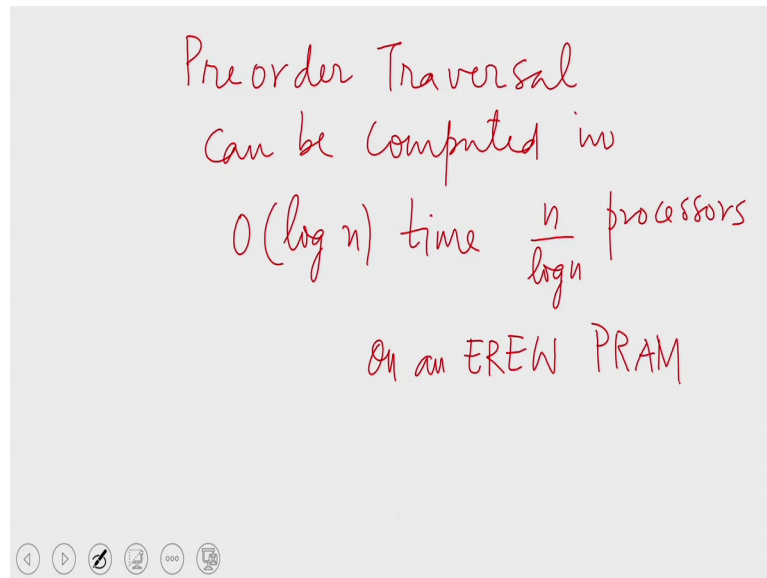 Preorder Traversal
can be computed in
O(log n) time n/log n processors
on an EREW PRAM